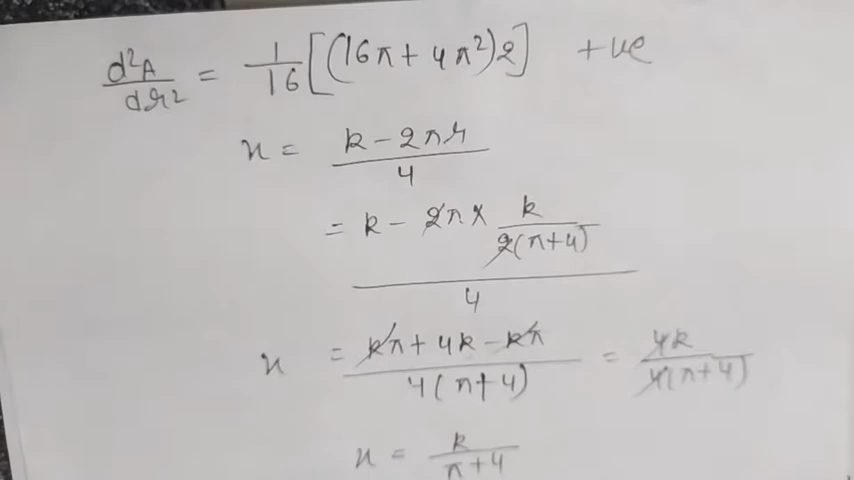 d²A/dr² = 1/16 [(16π + 4π²)2] +ve
x = (k - 2πr)/4
= (k - 2π × k/(2(π+4)))/4
x = (kπ + 4k - kπ)/(4(π+4)) = 4k/(4(π+4))
x = k/(π+4)